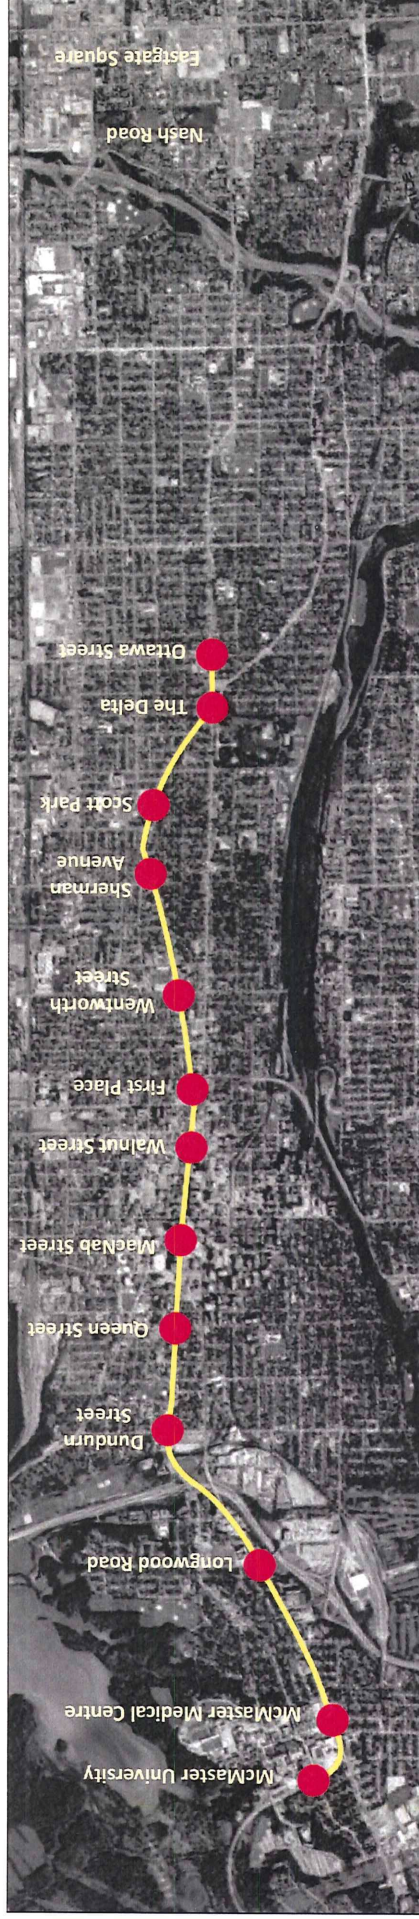 McMaster University
McMaster Medical Centre
Longwood Road
Dundurn
Street
Queen Street
MacNab Street
Walnut Street
First Place
Wentworth
Street
Sherman
Avenue
Scott Park
The Delta
Ottawa Street
Nash Road
Eastgate Square